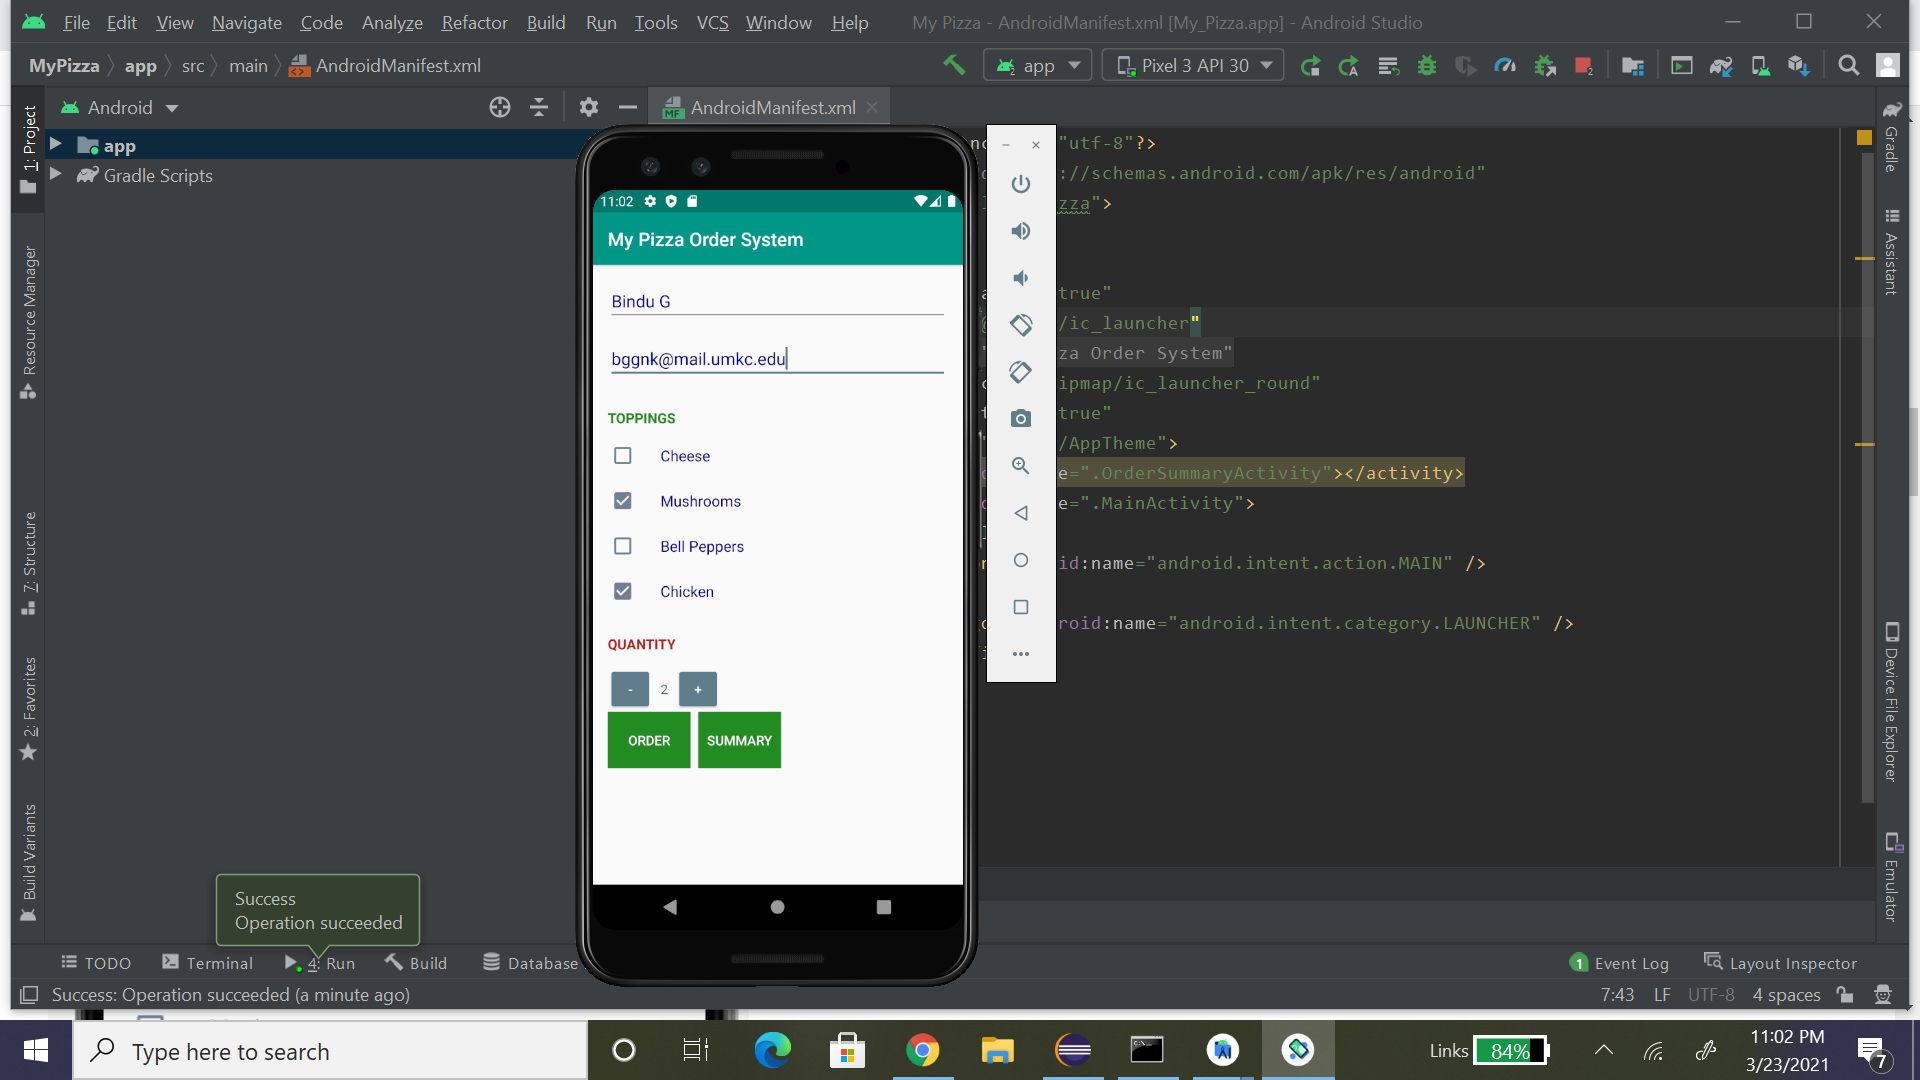 File Edit View Navigate Code Analyze Refactor Build Run Tools VCS Window Help My Pizza - AndroidManifest.xml [My_Pizza.app] - Android Studio
MyPizza app src main AndroidManifest.xml app Pixel 3 API 30
Android AndroidManifest.xml
1: Project
app
Gradle Scripts
Resource Manager
7: Structure
2: Favorites
Build Variants
11:02
My Pizza Order System
Bindu G
bggnk@mail.umkc.edu
TOPPINGS
Cheese
Mushrooms
Bell Peppers
Chicken
QUANTITY
- 2 +
ORDER SUMMARY
"utf-8"?>
://schemas.android.com/apk/res/android"
zza">
true"
/ic_launcher"
za Order System"
ipmap/ic_launcher_round"
true"
/AppTheme">
e=".OrderSummaryActivity"></activity>
e=".MainActivity">
id:name="android.intent.action.MAIN" />
roid:name="android.intent.category.LAUNCHER" />
Gradle
Assistant
Device File Explorer
Emulator
Success
Operation succeeded
TODO Terminal 4: Run Build Database 1 Event Log Layout Inspector
Success: Operation succeeded (a minute ago) 7:43 LF UTF-8 4 spaces
Type here to search Links 84% 11:02 PM
3/23/2021 7